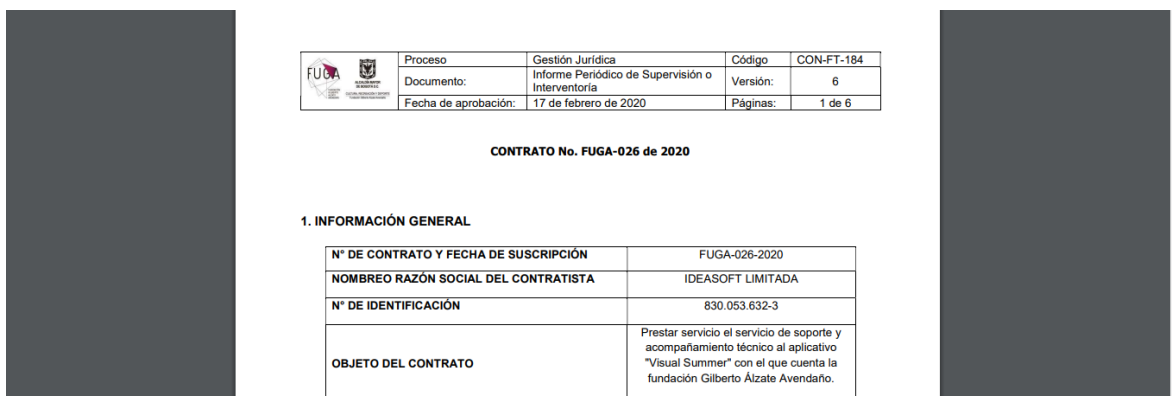 FUGA
ALCALDÍA MAYOR
DE BOGOTÁ D.C.
Proceso Gestión Jurídica Código CON-FT-184
Documento: Informe Periódico de Supervisión o Interventoría Versión: 6
Fecha de aprobación: 17 de febrero de 2020 Páginas: 1 de 6
CONTRATO No. FUGA-026 de 2020
1. INFORMACIÓN GENERAL
N° DE CONTRATO Y FECHA DE SUSCRIPCIÓN FUGA-026-2020
NOMBREO RAZÓN SOCIAL DEL CONTRATISTA IDEASOFT LIMITADA
N° DE IDENTIFICACIÓN 830.053.632-3
OBJETO DEL CONTRATO
Prestar servicio el servicio de soporte y
acompañamiento técnico al aplicativo
"Visual Summer" con el que cuenta la
fundación Gilberto Álzate Avendaño.